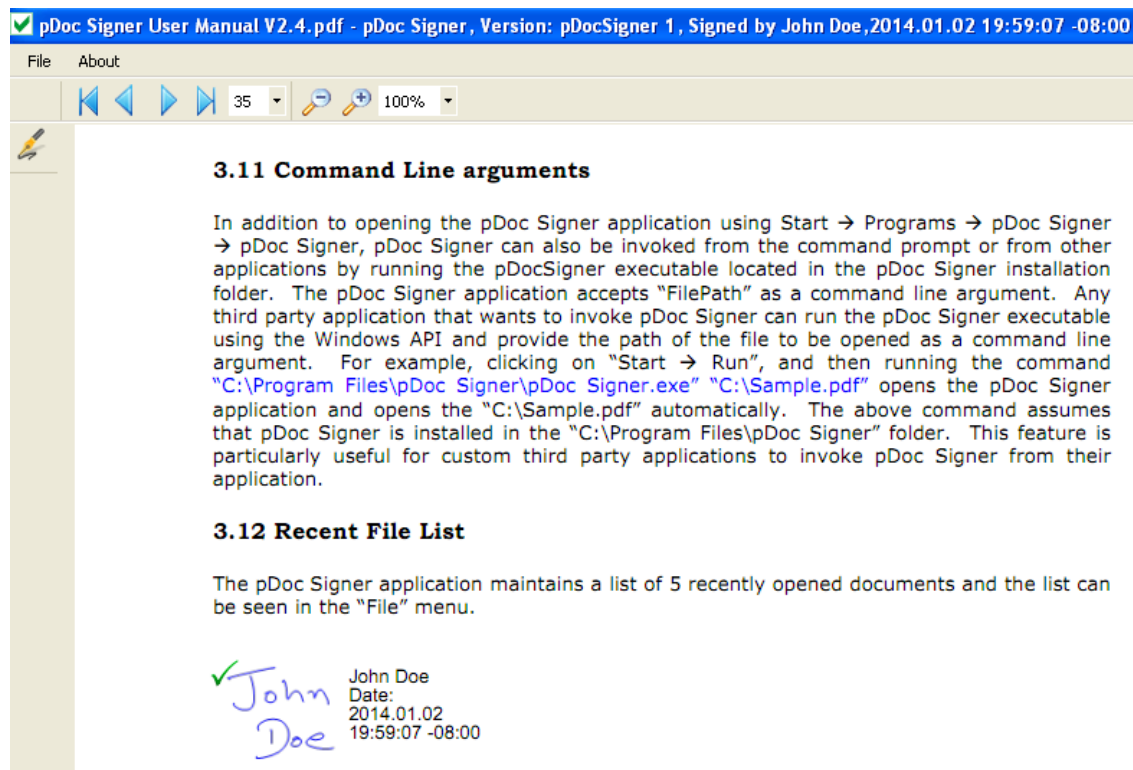 pDoc Signer User Manual V2.4.pdf - pDoc Signer, Version: pDocSigner 1, Signed by John Doe,2014.01.02 19:59:07 -08:00
File About
35 100%
3.11 Command Line arguments
In addition to opening the pDoc Signer application using Start → Programs → pDoc Signer
→ pDoc Signer, pDoc Signer can also be invoked from the command prompt or from other
applications by running the pDocSigner executable located in the pDoc Signer installation
folder. The pDoc Signer application accepts “FilePath” as a command line argument. Any
third party application that wants to invoke pDoc Signer can run the pDoc Signer executable
using the Windows API and provide the path of the file to be opened as a command line
argument. For example, clicking on “Start → Run”, and then running the command
“C:\Program Files\pDoc Signer\pDoc Signer.exe” “C:\Sample.pdf” opens the pDoc Signer
application and opens the “C:\Sample.pdf” automatically. The above command assumes
that pDoc Signer is installed in the “C:\Program Files\pDoc Signer” folder. This feature is
particularly useful for custom third party applications to invoke pDoc Signer from their
application.
3.12 Recent File List
The pDoc Signer application maintains a list of 5 recently opened documents and the list can
be seen in the “File” menu.
John
Doe
John Doe
Date:
2014.01.02
19:59:07 -08:00